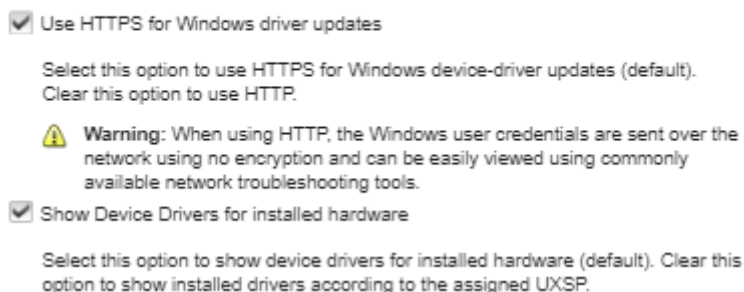 Use HTTPS for Windows driver updates
Select this option to use HTTPS for Windows device-driver updates (default).
Clear this option to use HTTP.
Warning: When using HTTP, the Windows user credentials are sent over the
network using no encryption and can be easily viewed using commonly
available network troubleshooting tools.
Show Device Drivers for installed hardware
Select this option to show device drivers for installed hardware (default). Clear this
option to show installed drivers according to the assigned UXSP.